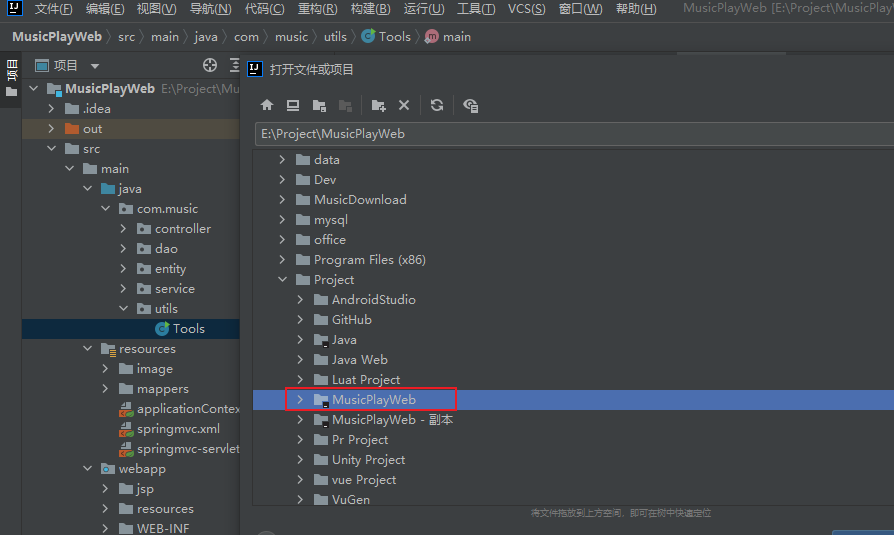 文件(F) 编辑(E) 视图(V) 导航(N) 代码(C) 重构(R) 构建(B) 运行(U) 工具(T) VCS(S) 窗口(W) 帮助(H) MusicPlayWeb [E:\Project\MusicPlay
MusicPlayWeb src main java com music utils Tools main
项目
项目
MusicPlayWeb E:\Project\Mu
.idea
out
src
main
java
com.music
controller
dao
entity
service
utils
Tools
resources
image
mappers
applicationContex
springmvc.xml
springmvc-servlet
webapp
jsp
resources
WEB-INF
打开文件或项目
E:\Project\MusicPlayWeb
data
Dev
MusicDownload
mysql
office
Program Files (x86)
Project
AndroidStudio
GitHub
Java
Java Web
Luat Project
MusicPlayWeb
MusicPlayWeb - 副本
Pr Project
Unity Project
vue Project
VuGen
将文件拖放到上方空间，即可在树中快速定位